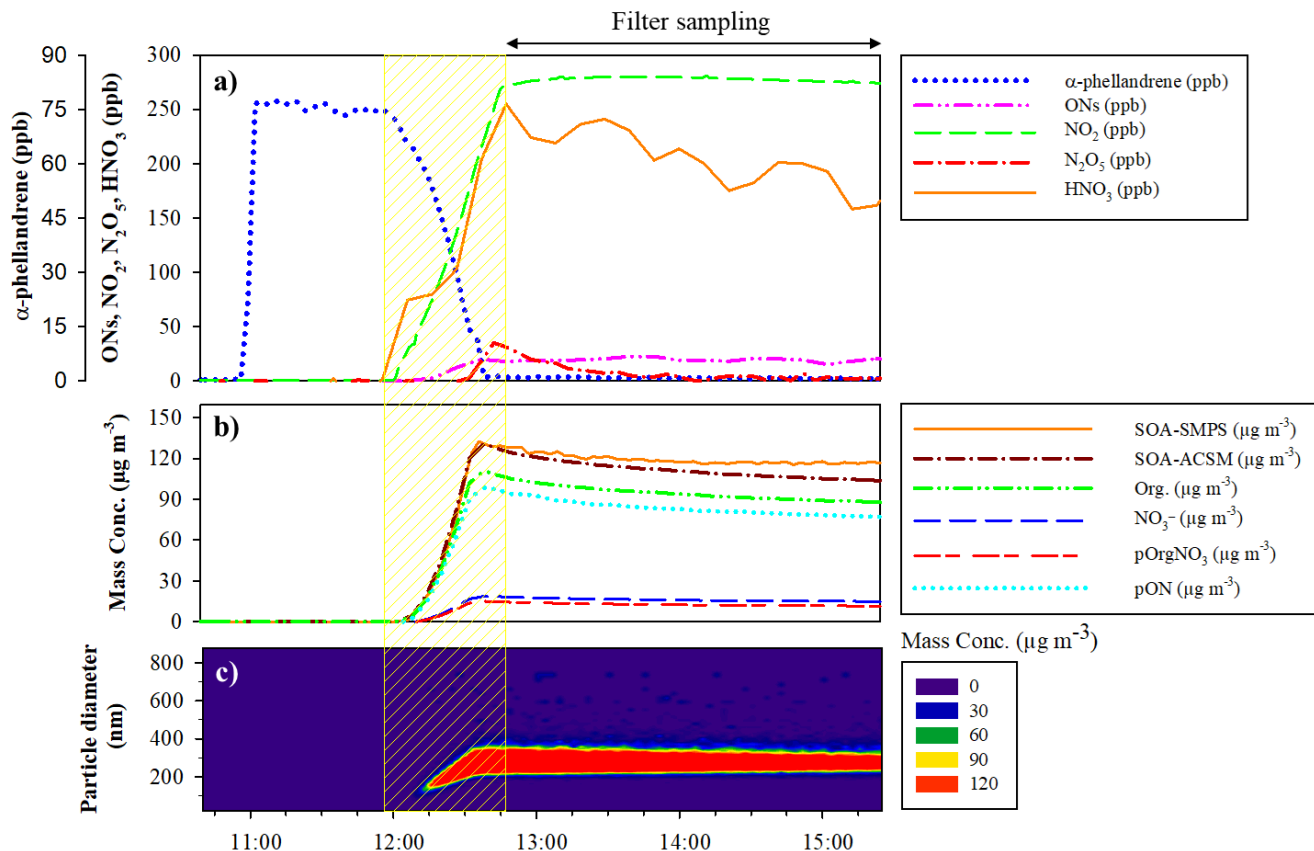 Filter sampling
a)
90
75
60
45
30
15
0
α-phellandrene (ppb)
300
250
200
150
100
50
0
ONs, NO₂, N₂O₅, HNO₃ (ppb)
α-phellandrene (ppb)
ONs (ppb)
NO₂ (ppb)
N₂O₅ (ppb)
HNO₃ (ppb)
b)
150
120
90
60
30
0
Mass Conc. (µg m⁻³)
SOA-SMPS (µg m⁻³)
SOA-ACSM (µg m⁻³)
Org. (µg m⁻³)
NO₃⁻ (µg m⁻³)
pOrgNO₃ (µg m⁻³)
pON (µg m⁻³)
c)
800
600
400
200
Particle diameter
(nm)
Mass Conc. (µg m⁻³)
0
30
60
90
120
11:00 12:00 13:00 14:00 15:00